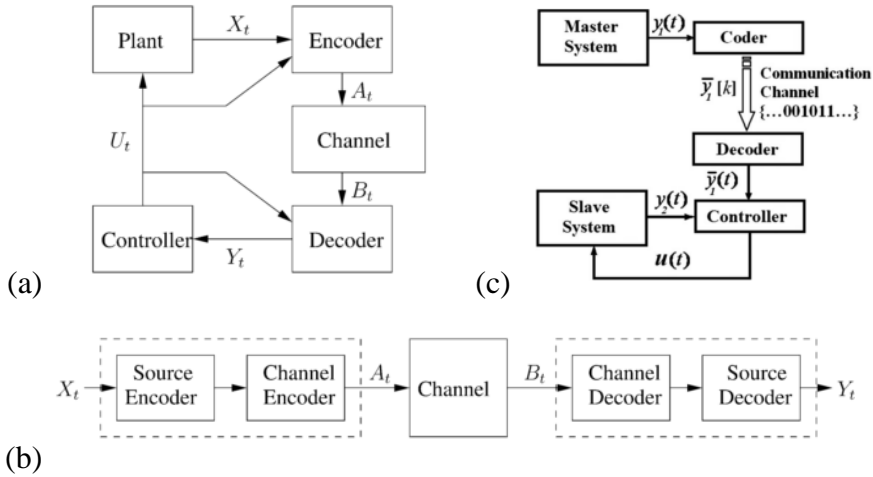 Plant
X_t
Encoder
A_t
U_t
Channel
B_t
Controller
Y_t
Decoder
(a)
Master
System
y_1(t)
Coder
ȳ_1[k]
Communication
Channel
{...001011...}
Decoder
ȳ_1(t)
Slave
System
y_2(t)
Controller
u(t)
(c)
X_t
Source
Encoder
Channel
Encoder
A_t
Channel
B_t
Channel
Decoder
Source
Decoder
Y_t
(b)